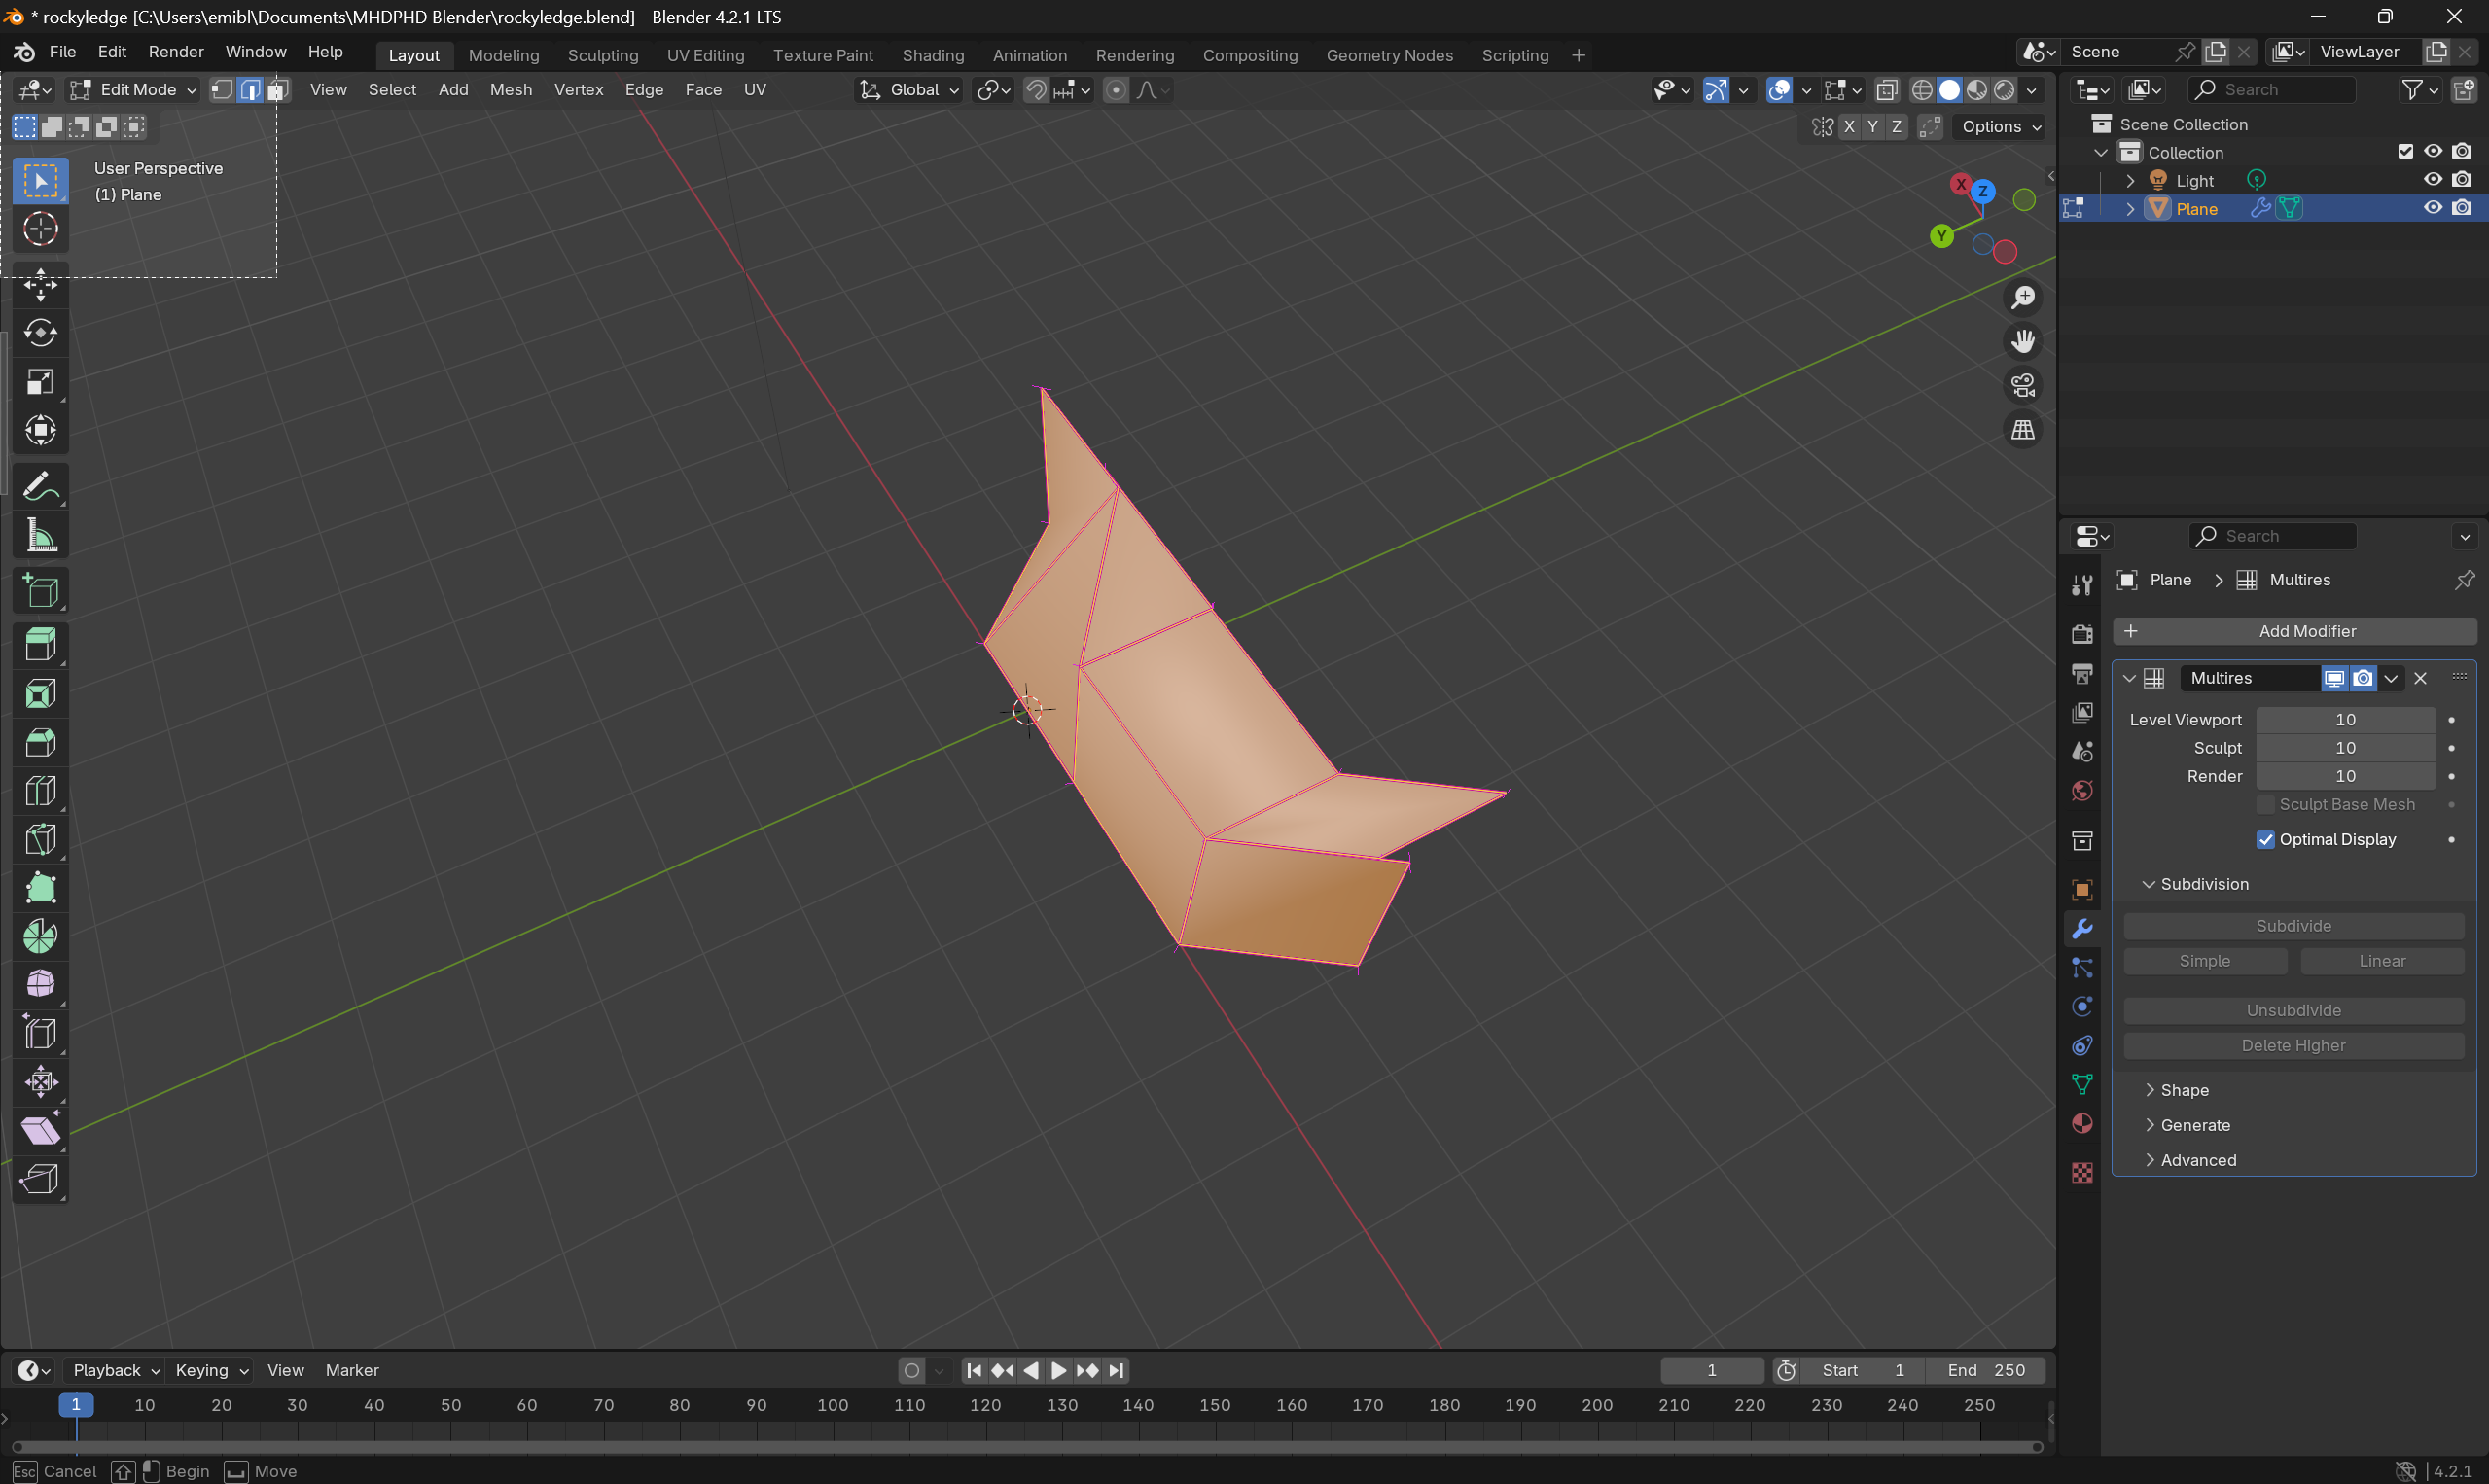 * rockyledge [C:\Users\emibl\Documents\MHDPHD Blender\rockyledge.blend] - Blender 4.2.1 LTS
File Edit Render Window Help Layout Modeling Sculpting UV Editing Texture Paint Shading Animation Rendering Compositing Geometry Nodes Scripting + Scene ViewLayer
Edit Mode View Select Add Mesh Vertex Edge Face UV Global Search
X Y Z Options
User Perspective
(1) Plane
X Z
Y
Scene Collection
Collection
Light
Plane
Search
Plane > Multires
+ Add Modifier
Multires
Level Viewport 10
Sculpt 10
Render 10
Sculpt Base Mesh
Optimal Display
Subdivision
Subdivide
Simple Linear
Unsubdivide
Delete Higher
Shape
Generate
Advanced
Playback Keying View Marker 1 Start 1 End 250
1 10 20 30 40 50 60 70 80 90 100 110 120 130 140 150 160 170 180 190 200 210 220 230 240 250
Esc Cancel Begin Move 4.2.1